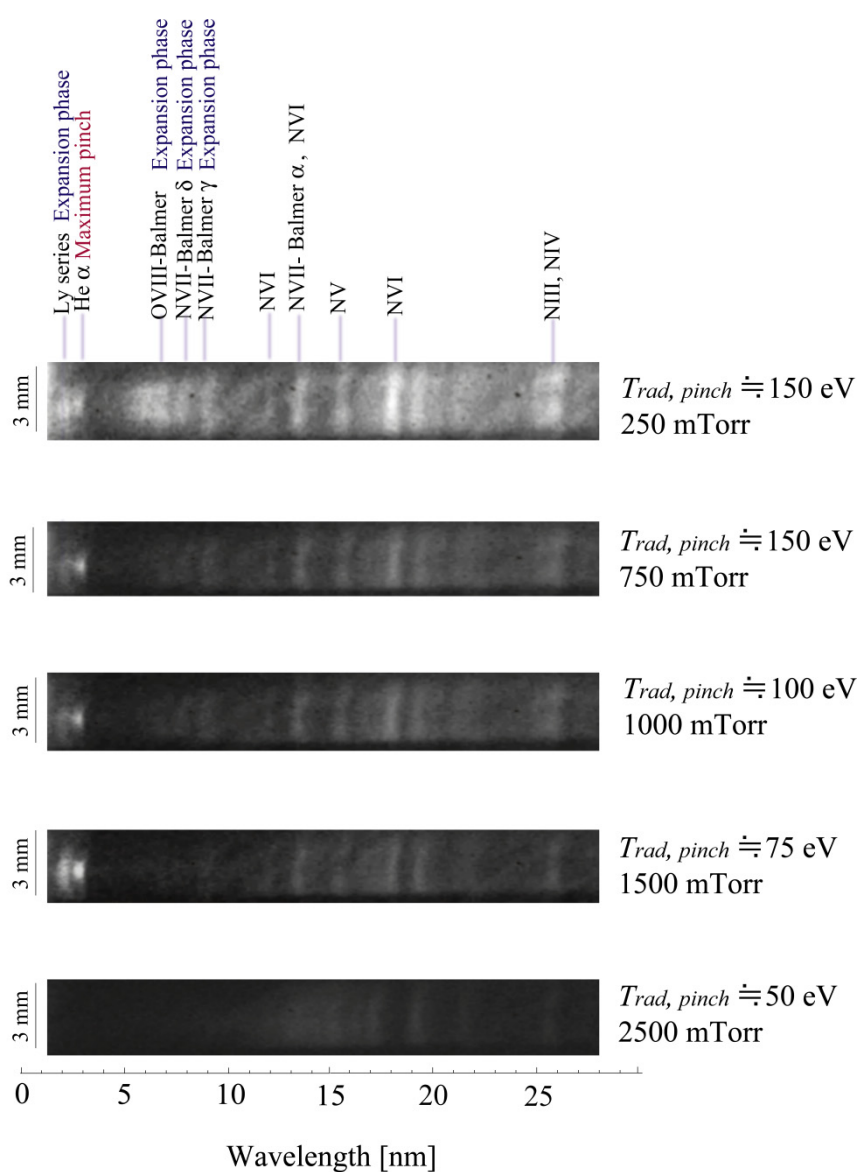 Ly series Expansion phase
He α Maximum pinch
OVIII-Balmer Expansion phase
NVII-Balmer δ Expansion phase
NVII-Balmer γ Expansion phase
NVI
NVII- Balmer α , NVI
NV
NVI
NIII, NIV
3 mm
Trad, pinch ≒ 150 eV
250 mTorr
3 mm
Trad, pinch ≒ 150 eV
750 mTorr
3 mm
Trad, pinch ≒ 100 eV
1000 mTorr
3 mm
Trad, pinch ≒ 75 eV
1500 mTorr
3 mm
Trad, pinch ≒ 50 eV
2500 mTorr
0 5 10 15 20 25
Wavelength [nm]